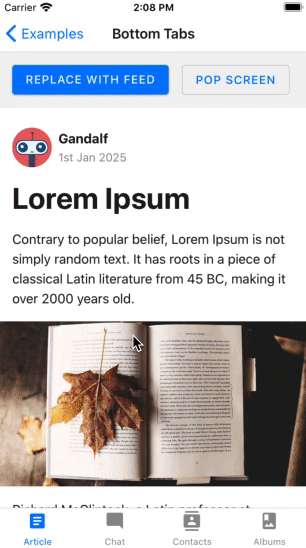 Carrier 2:08 PM
Examples Bottom Tabs
REPLACE WITH FEED POP SCREEN
Gandalf
1st Jan 2025
Lorem Ipsum
Contrary to popular belief, Lorem Ipsum is not
simply random text. It has roots in a piece of
classical Latin literature from 45 BC, making it
over 2000 years old.
Article Chat Contacts Albums